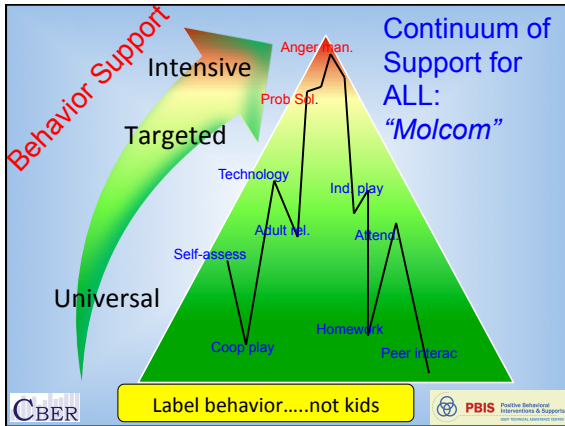 Continuum of
Support for
ALL:
“Molcom”
Behavior Support
Intensive
Targeted
Universal
Anger man.
Prob Sol.
Technology
Ind. play
Adult rel.
Attend.
Self-assess
Homework
Coop play
Peer interac
Label behavior.....not kids
CBER
PBIS
Positive Behavioral
Interventions & Supports